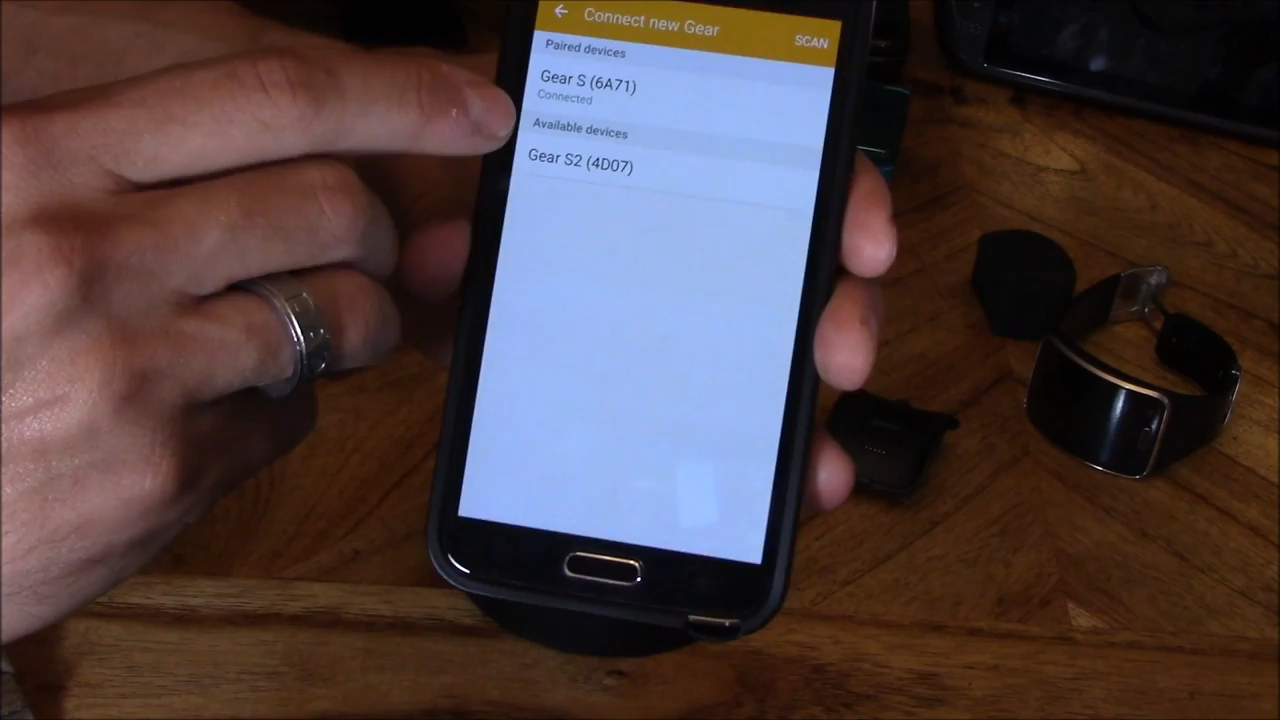 Connect new Gear
SCAN
Paired devices
Gear S (6A71)
Connected
Available devices
Gear S2 (4D07)